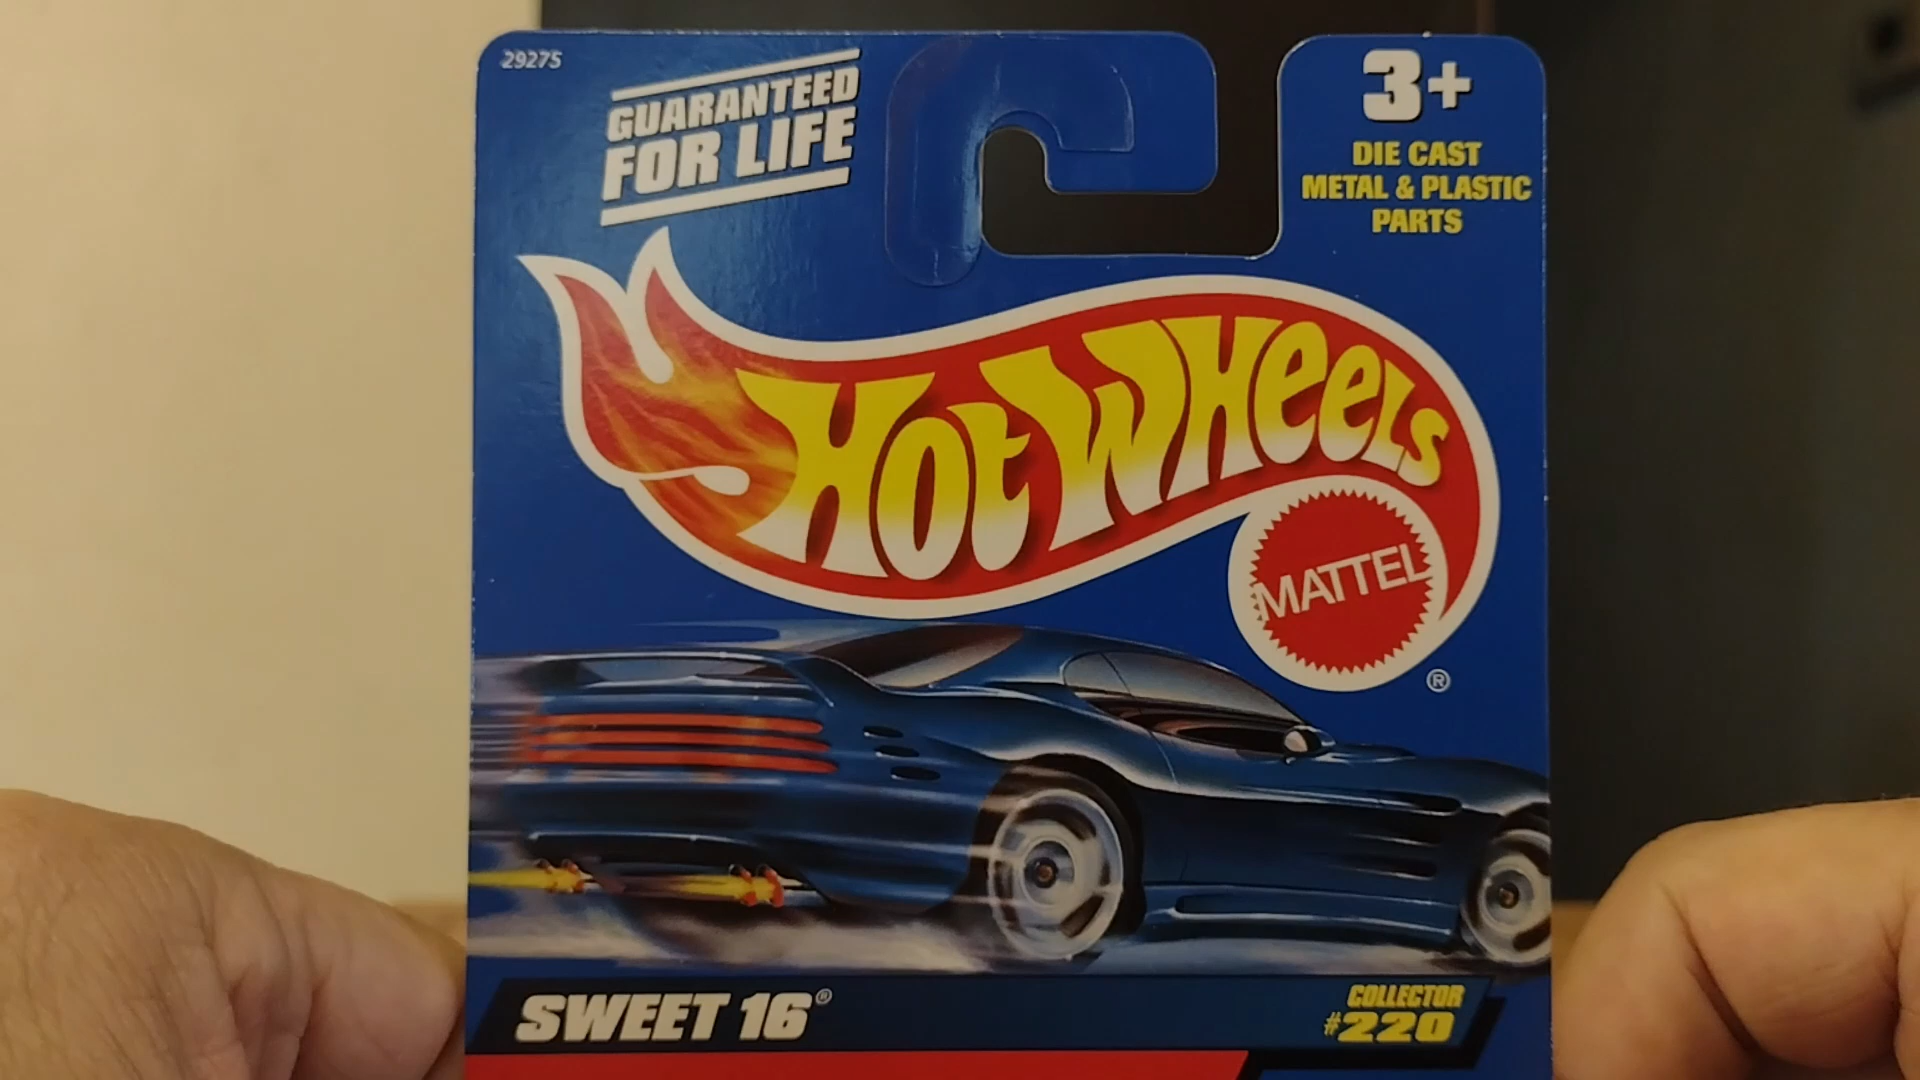 29275
GUARANTEED
FOR LIFE
3+
DIE CAST
METAL & PLASTIC
PARTS
HOT WHEELS
MATTEL
®
SWEET 16®
COLLECTOR
#220